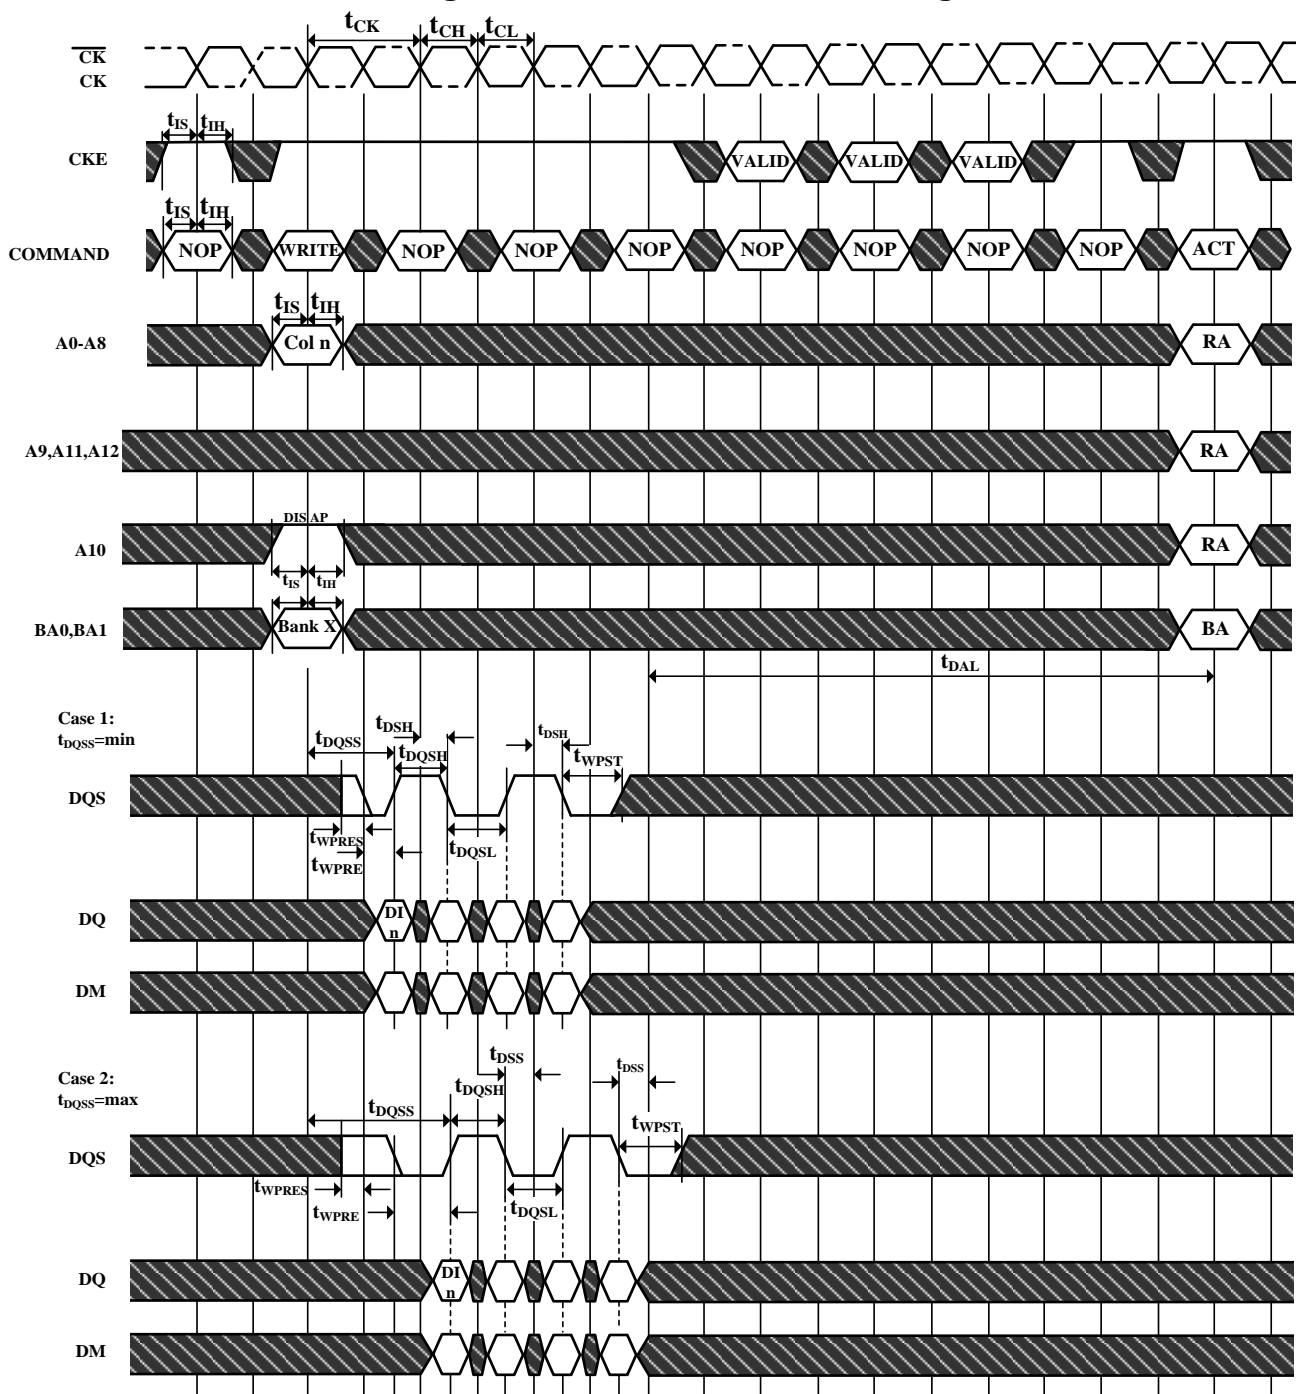 tCK tCH tCL
CK
CK
tIS tIH
CKE VALID VALID VALID
tIS tIH
COMMAND NOP WRITE NOP NOP NOP NOP NOP NOP NOP ACT
tIS tIH
A0-A8 Col n RA
A9,A11,A12 RA
DIS AP
A10 RA
tIS tIH
BA0,BA1 Bank X BA
tDAL
Case 1:
tDQSS=min
tDSH tDSH
tDQSS tDQSH tWPST
DQS
tWPRES
tWPRE tDQSL
DQ DI
n
DM
tDSS tDSS
Case 2:
tDQSS=max
tDQSH
tDQSS tWPST
DQS
tWPRES
tWPRE tDQSL
DQ DI
n
DM